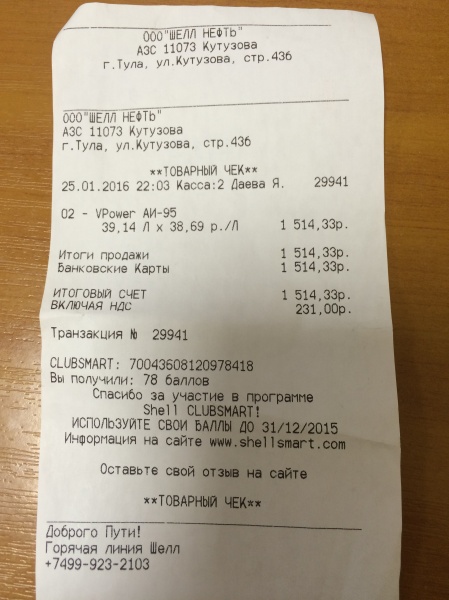 ООО"ШЕЛЛ НЕФТЬ"
АЗС 11073 Кутузова
г.Тула, ул.Кутузова, стр.436
ООО"ШЕЛЛ НЕФТЬ"
АЗС 11073 Кутузова
г.Тула, ул.Кутузова, стр.436
**ТОВАРНЫЙ ЧЕК**
25.01.2016 22:03 Касса:2 Даева Я. 29941
02 - VPower АИ-95
39,14 Л х 38,69 р./Л 1 514,33р.
Итоги продажи 1 514,33р.
Банковские Карты 1 514,33р.
ИТОГОВЫЙ СЧЕТ 1 514,33р.
ВКЛЮЧАЯ НДС 231,00р.
Транзакция № 29941
CLUBSMART: 70043608120978418
Вы получили: 78 баллов
Спасибо за участие в программе
Shell CLUBSMART!
ИСПОЛЬЗУЙТЕ СВОИ БАЛЛЫ ДО 31/12/2015
Информация на сайте www.shellsmart.com
Оставьте свой отзыв на сайте
**ТОВАРНЫЙ ЧЕК**
Доброго Пути!
Горячая линия Шелл
+7499-923-2103